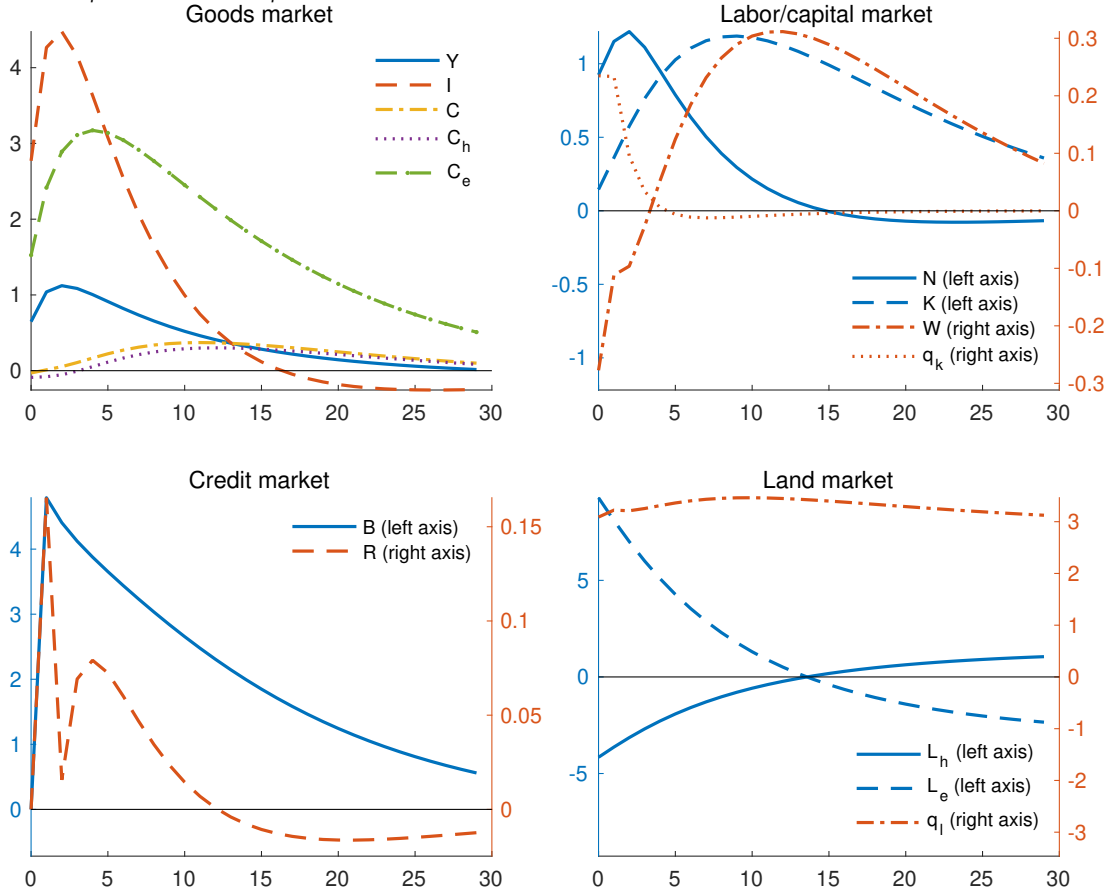 Goods market
4
3
2
1
0
0 5 10 15 20 25 30
Y
I
C
C_h
C_e
Labor/capital market
1
0.5
0
-0.5
-1
0.3
0.2
0.1
0
-0.1
-0.2
-0.3
0 5 10 15 20 25 30
N (left axis)
K (left axis)
W (right axis)
q_k (right axis)
Credit market
4
3
2
1
0
0.15
0.1
0.05
0
0 5 10 15 20 25 30
B (left axis)
R (right axis)
Land market
5
0
-5
3
2
1
0
-1
-2
-3
0 5 10 15 20 25 30
L_h (left axis)
L_e (left axis)
q_l (right axis)